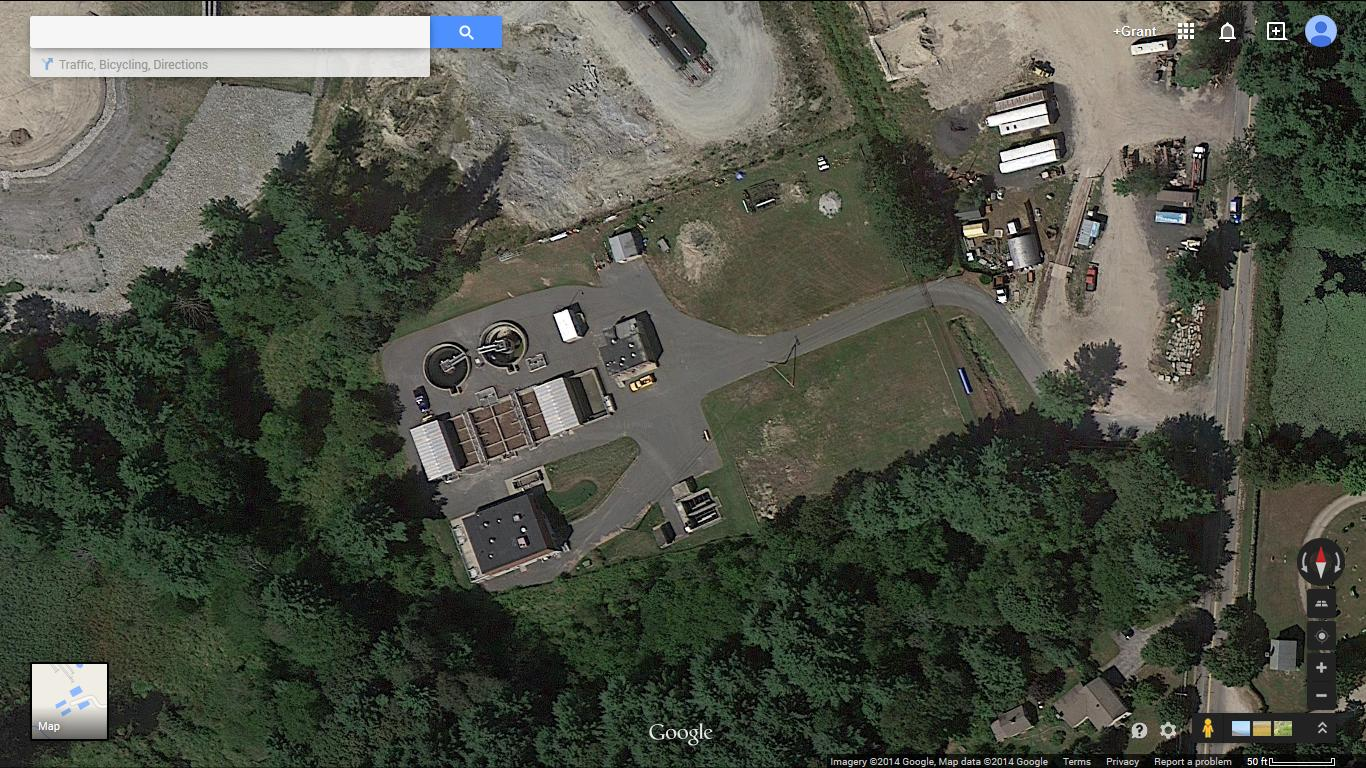 +Grant
Traffic, Bicycling, Directions
Map
Google
Imagery ©2014 Google, Map data ©2014 Google Terms Privacy Report a problem 50 ft